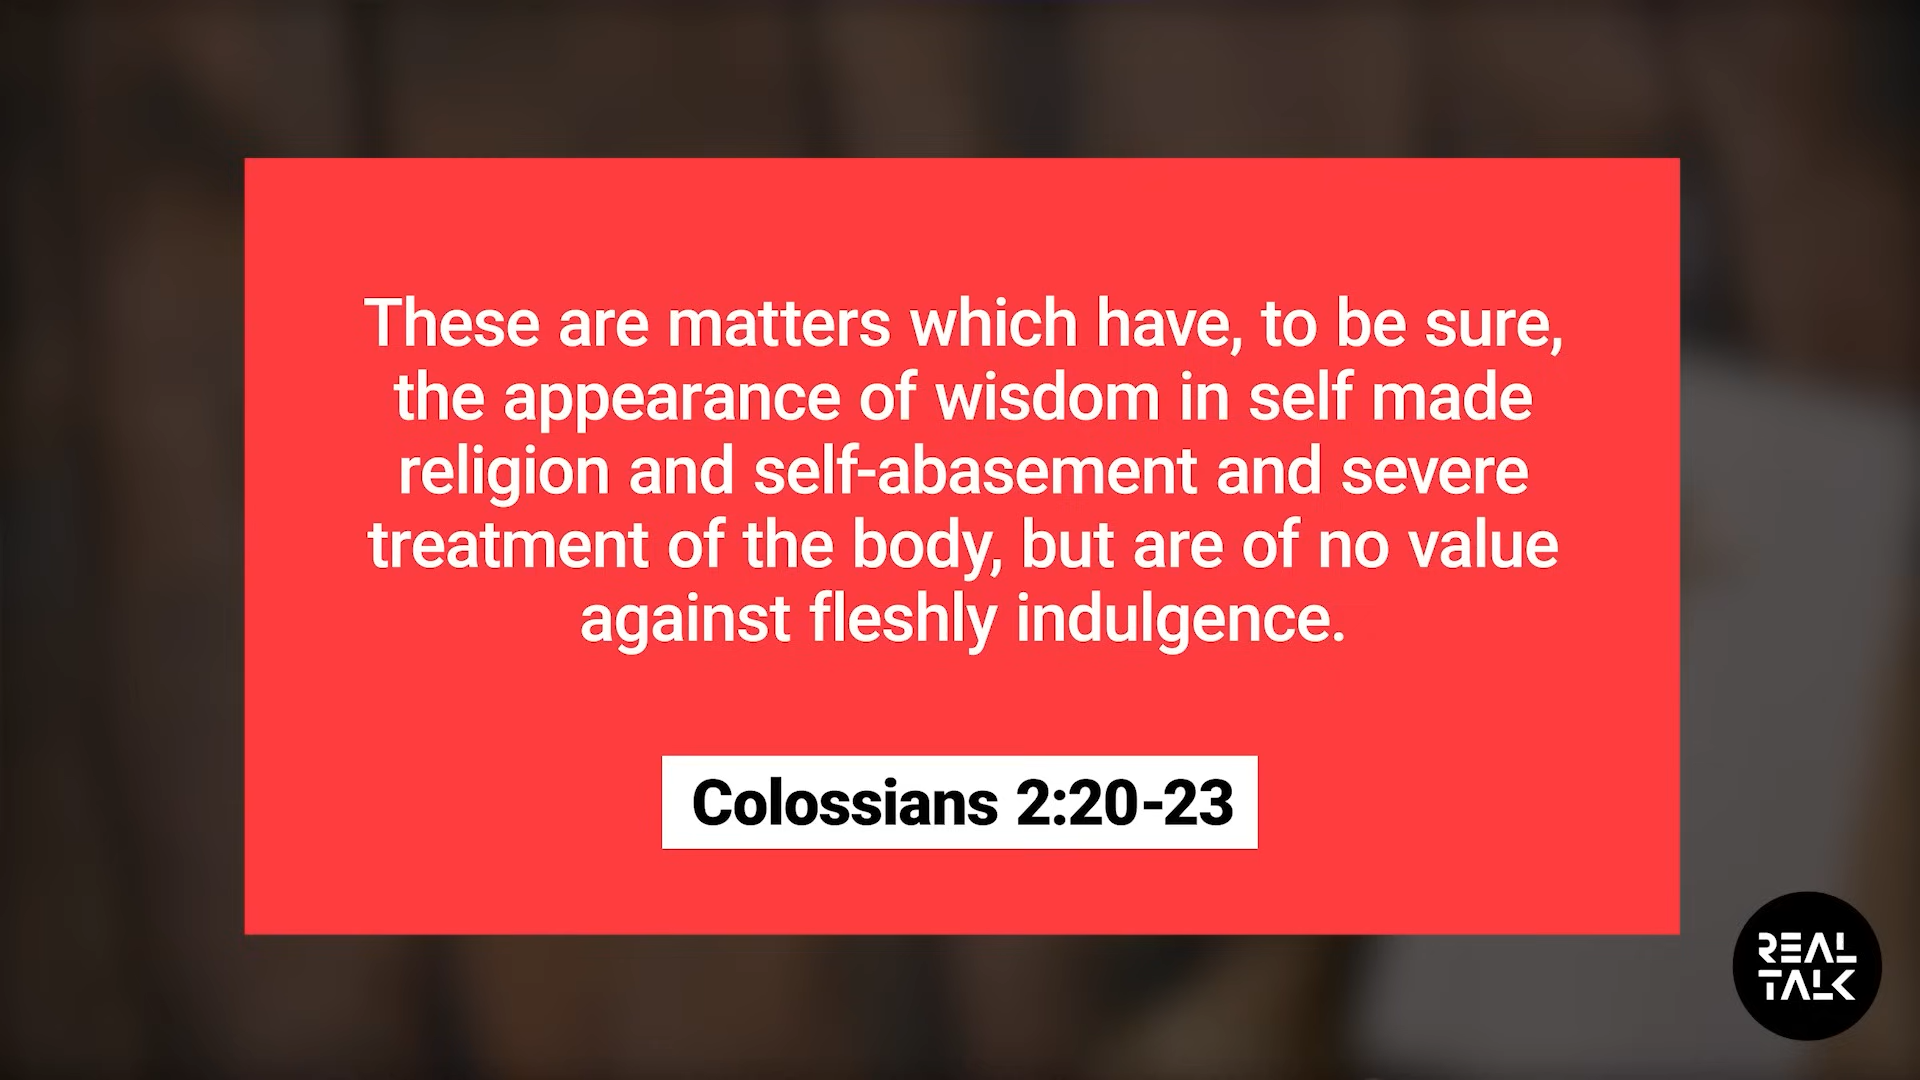 These are matters which have, to be sure,
the appearance of wisdom in self made
religion and self-abasement and severe
treatment of the body, but are of no value
against fleshly indulgence.
Colossians 2:20-23
REAL
TALK